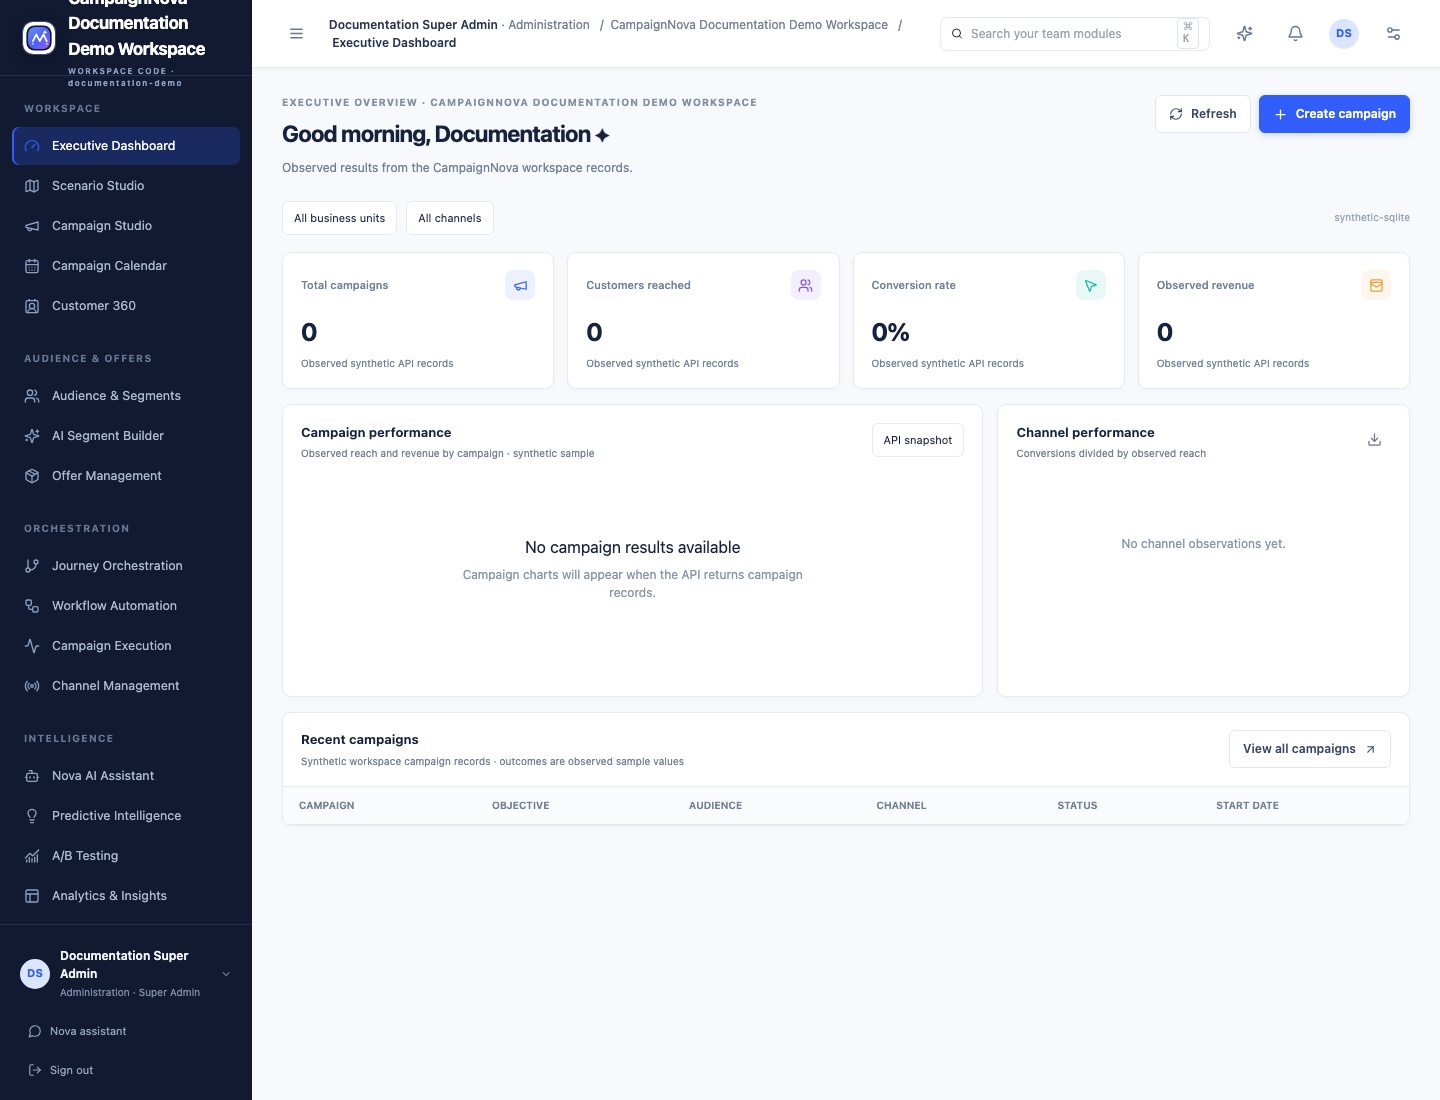 CampaignNova
Documentation
Demo Workspace
WORKSPACE CODE ·
documentation-demo
WORKSPACE
Executive Dashboard
Scenario Studio
Campaign Studio
Campaign Calendar
Customer 360
AUDIENCE & OFFERS
Audience & Segments
AI Segment Builder
Offer Management
ORCHESTRATION
Journey Orchestration
Workflow Automation
Campaign Execution
Channel Management
INTELLIGENCE
Nova AI Assistant
Predictive Intelligence
A/B Testing
Analytics & Insights
DS
Documentation Super
Admin
Administration · Super Admin
Nova assistant
Sign out
Documentation Super Admin · Administration / CampaignNova Documentation Demo Workspace /
Executive Dashboard
Search your team modules
⌘
K
DS
EXECUTIVE OVERVIEW · CAMPAIGNNOVA DOCUMENTATION DEMO WORKSPACE
Good morning, Documentation ✦
Observed results from the CampaignNova workspace records.
Refresh
Create campaign
All business units
All channels
synthetic-sqlite
Total campaigns
0
Observed synthetic API records
Customers reached
0
Observed synthetic API records
Conversion rate
0%
Observed synthetic API records
Observed revenue
0
Observed synthetic API records
Campaign performance
Observed reach and revenue by campaign · synthetic sample
API snapshot
No campaign results available
Campaign charts will appear when the API returns campaign
records.
Channel performance
Conversions divided by observed reach
No channel observations yet.
Recent campaigns
Synthetic workspace campaign records · outcomes are observed sample values
View all campaigns
CAMPAIGN OBJECTIVE AUDIENCE CHANNEL STATUS START DATE